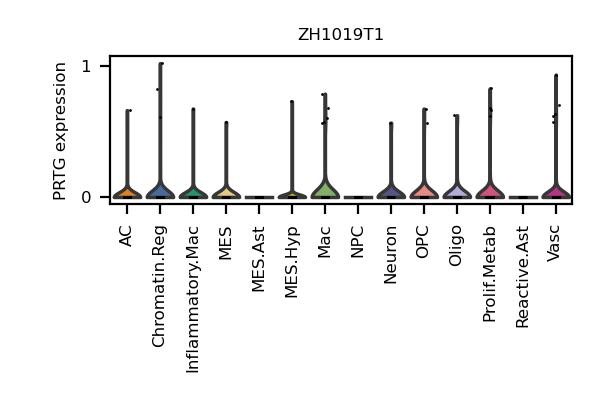 ZH1019T1
PRTG expression
1
0
AC
Chromatin.Reg
Inflammatory.Mac
MES
MES.Ast
MES.Hyp
Mac
NPC
Neuron
OPC
Oligo
Prolif.Metab
Reactive.Ast
Vasc